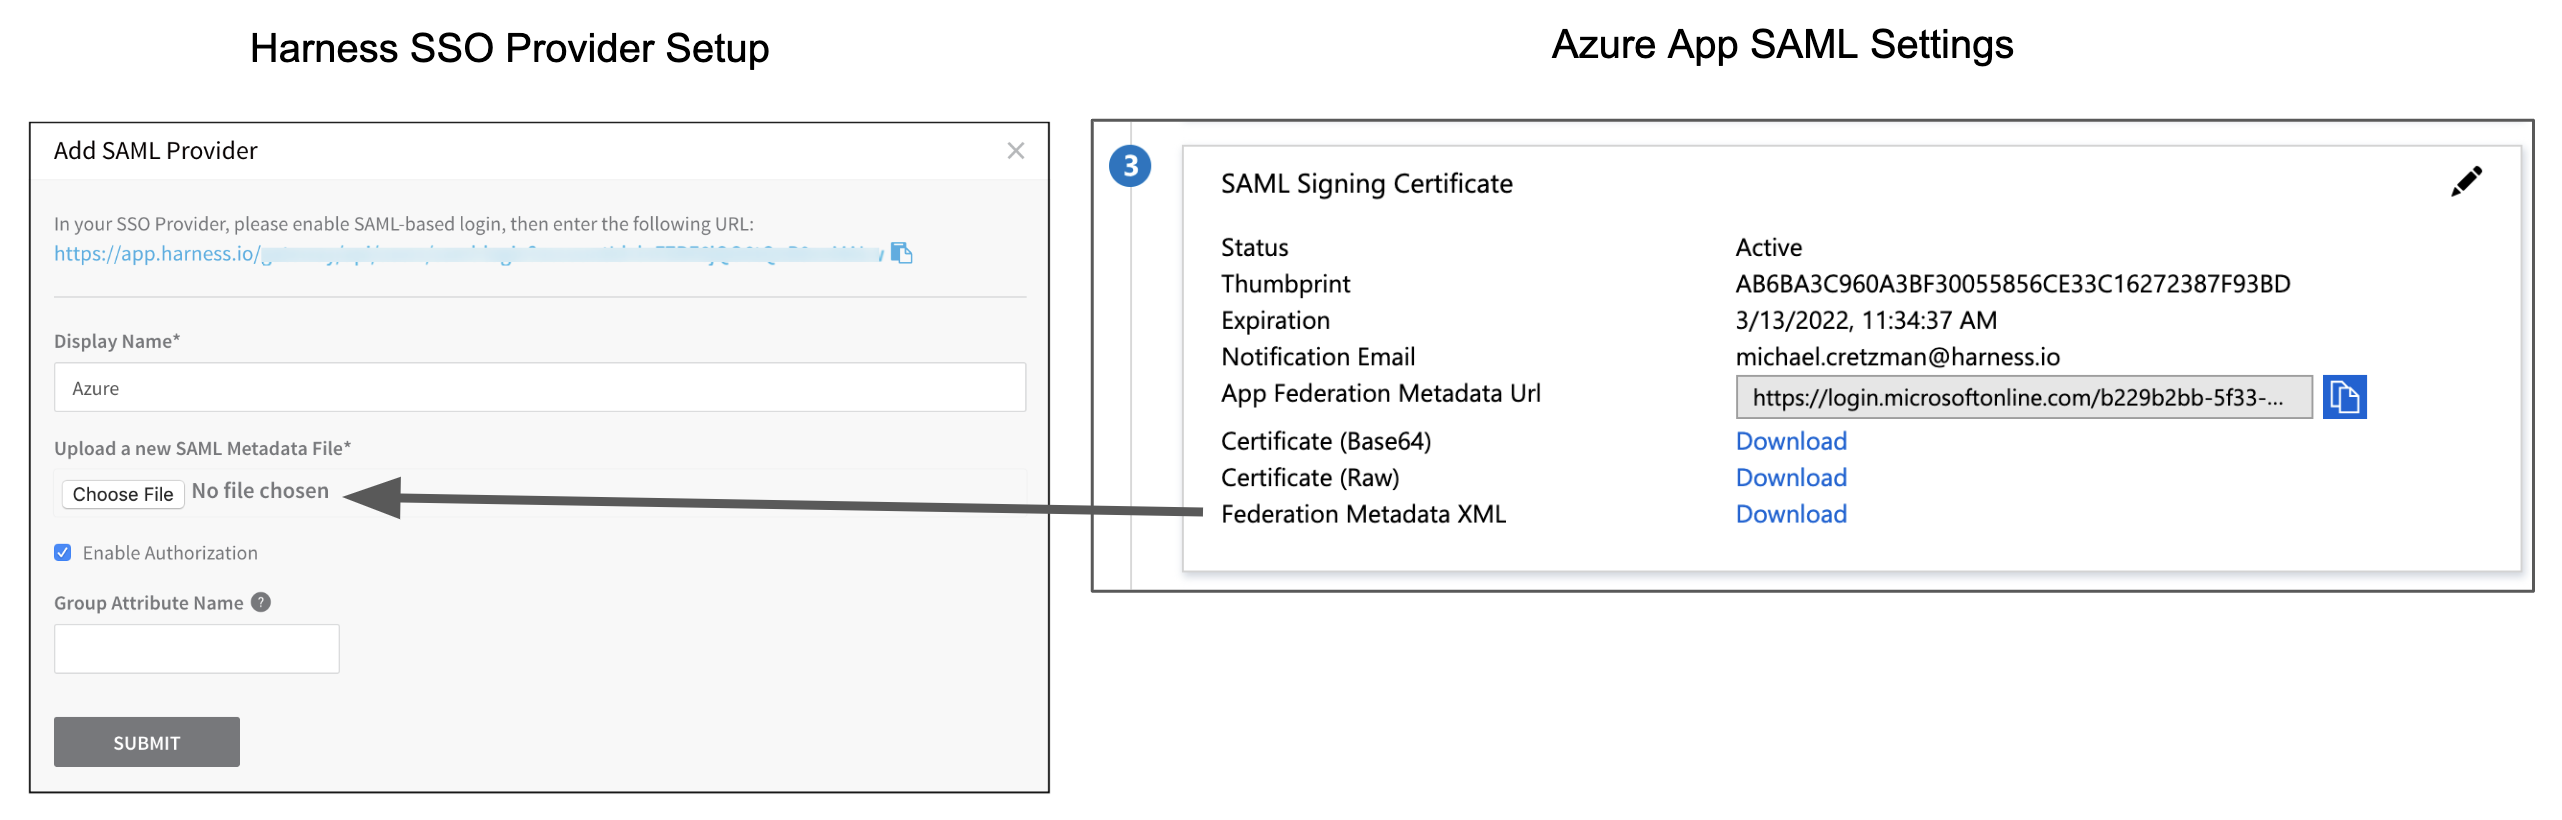 Harness SSO Provider Setup
Add SAML Provider
In your SSO Provider, please enable SAML-based login, then enter the following URL:
https://app.harness.io/
Display Name*
Azure
Upload a new SAML Metadata File*
Choose File No file chosen
Enable Authorization
Group Attribute Name ?
SUBMIT
Azure App SAML Settings
3
SAML Signing Certificate
Status Active
Thumbprint AB6BA3C960A3BF30055856CE33C16272387F93BD
Expiration 3/13/2022, 11:34:37 AM
Notification Email michael.cretzman@harness.io
App Federation Metadata Url https://login.microsoftonline.com/b229b2bb-5f33-...
Certificate (Base64) Download
Certificate (Raw) Download
Federation Metadata XML Download